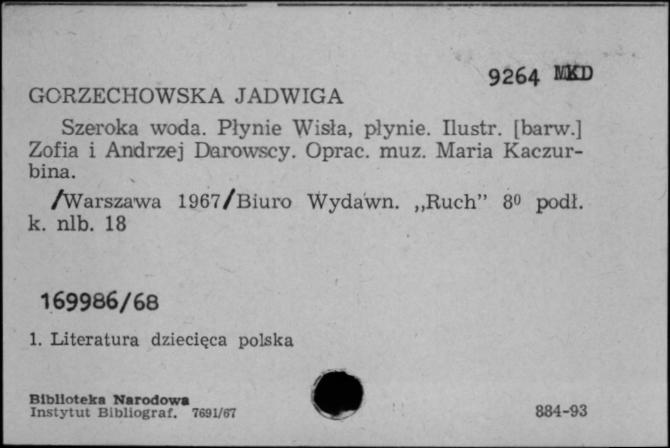 9264 MKD
GORZECHOWSKA JADWIGA
Szeroka woda. Płynie Wisła, płynie. Ilustr. [barw.]
Zofia i Andrzej Darowscy. Oprac. muz. Maria Kaczur-
bina.
/Warszawa 1967/Biuro Wydawn. „Ruch” 8⁰ podł.
k. nlb. 18
169986/68
1. Literatura dziecięca polska
Biblioteka Narodowa
Instytut Bibliograf. 7691/67
884-93